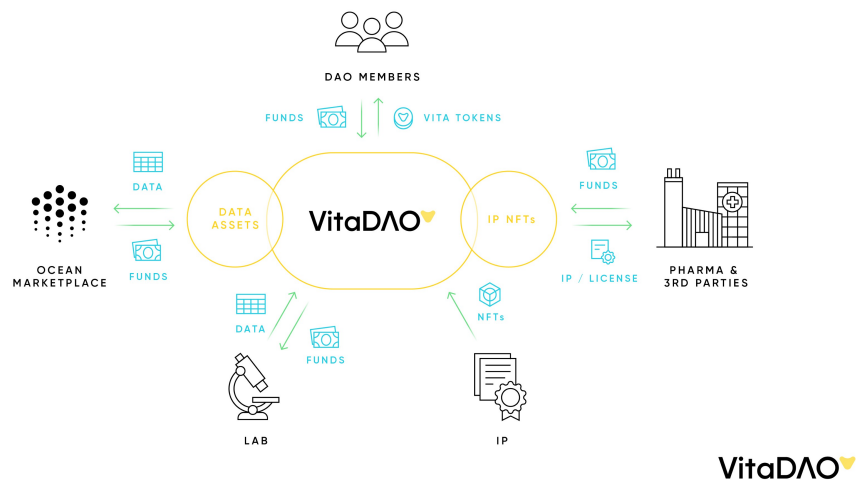 DAO MEMBERS
FUNDS
VITA TOKENS
DATA
FUNDS
DATA
ASSETS
VitaDAO
IP NFTs
FUNDS
OCEAN
MARKETPLACE
IP / LICENSE
PHARMA &
3RD PARTIES
DATA
FUNDS
NFTs
LAB
IP
VitaDAO